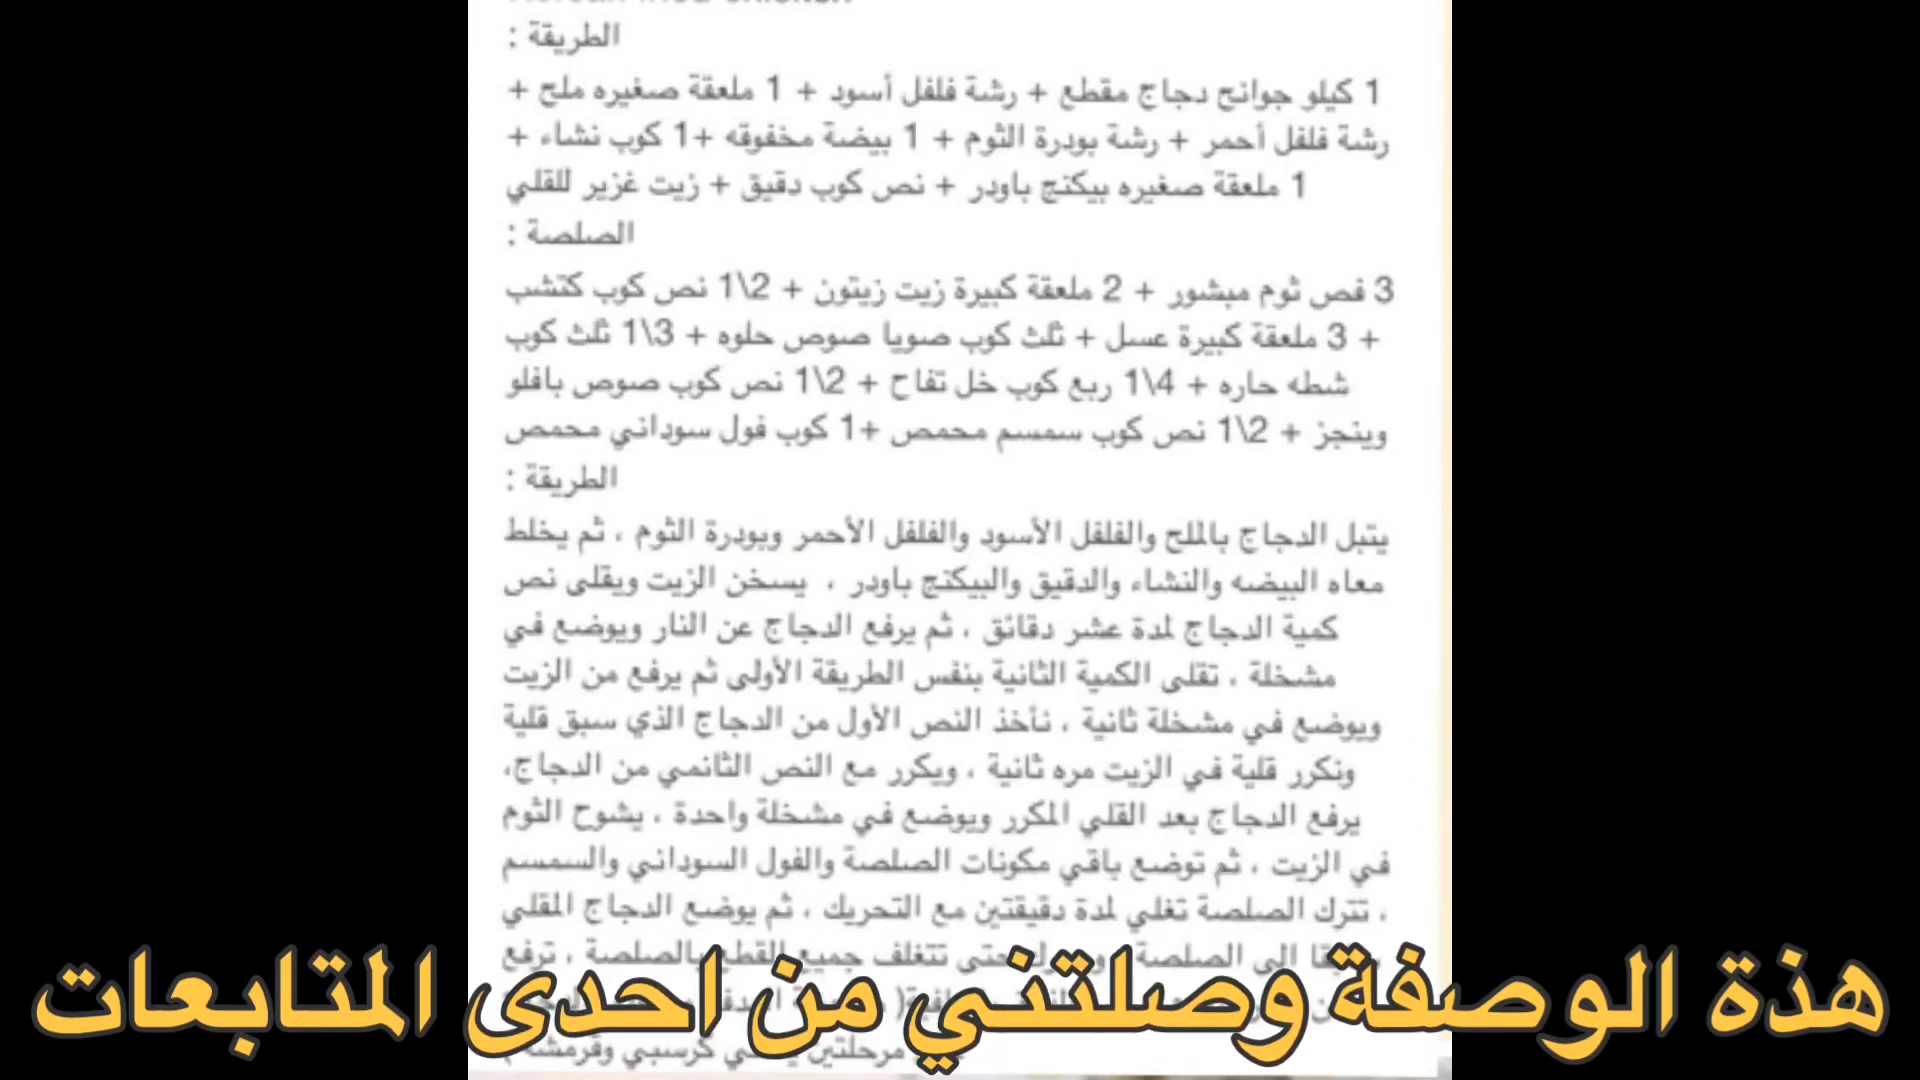 الطريقة :
1 كيلو جوانح دجاج مقطع + رشة فلفل أسود + 1 ملعقة صغيره ملح +
رشة فلفل أحمر + رشة بودرة الثوم + 1 بيضة مخفوقه +1 كوب نشاء +
1 ملعقة صغيره بيكنج باودر + نص كوب دقيق + زيت غزير للقلي
الصلصة :
3 فص ثوم مبشور + 2 ملعقة كبيرة زيت زيتون + 2\1 نص كوب كتشب
+ 3 ملعقة كبيرة عسل + ثلث كوب صويا صوص حلوه + 3\1 ثلث كوب
شطه حاره + 4\1 ربع كوب خل تفاح + 2\1 نص كوب صوص بافلو
وينجز + 2\1 نص كوب سمسم محمص +1 كوب فول سوداني محمص
الطريقة :
يتبل الدجاج بالملح والفلفل الأسود والفلفل الأحمر وبودرة الثوم ، ثم يخلط
معاه البيضه والنشاء والدقيق والبيكنج باودر ، يسخن الزيت ويقلى نص
كمية الدجاج لمدة عشر دقائق ، ثم يرفع الدجاج عن النار ويوضع في
مشخلة ، تقلى الكمية الثانية بنفس الطريقة الأولى ثم يرفع من الزيت
ويوضع في مشخلة ثانية ، نأخذ النص الأول من الدجاج الذي سبق قلية
ونكرر قلية في الزيت مره ثانية ، ويكرر مع النص الثانمي من الدجاج،
يرفع الدجاج بعد القلي المكرر ويوضع في مشخلة واحدة ، يشوح الثوم
في الزيت ، ثم توضع باقي مكونات الصلصة والفول السوداني والسمسم
، تترك الصلصة تغلي لمدة دقيقتين مع التحريك ، ثم يوضع الدجاج المقلي
الى الصلصة حتى تتغلف جميع القطع بالصلصة ، ترفع
مرحلتين
هذة الوصفة وصلتني من احدى المتابعات